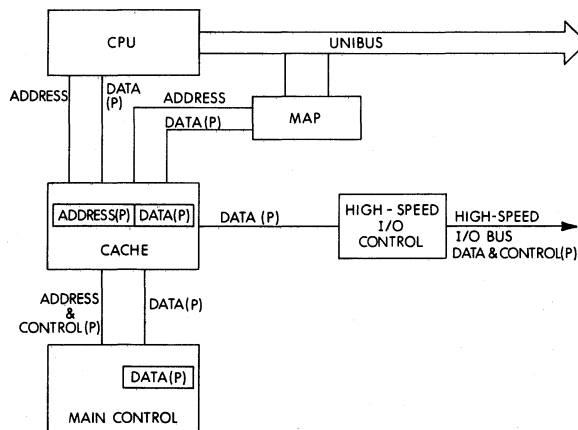 CPU
UNIBUS
ADDRESS
DATA
(P)
ADDRESS
DATA(P)
MAP
ADDRESS(P)
DATA(P)
CACHE
DATA (P)
HIGH-SPEED
I/O
CONTROL
HIGH-SPEED
I/O BUS
DATA & CONTROL(P)
ADDRESS
&
CONTROL(P)
DATA(P)
DATA(P)
MAIN CONTROL